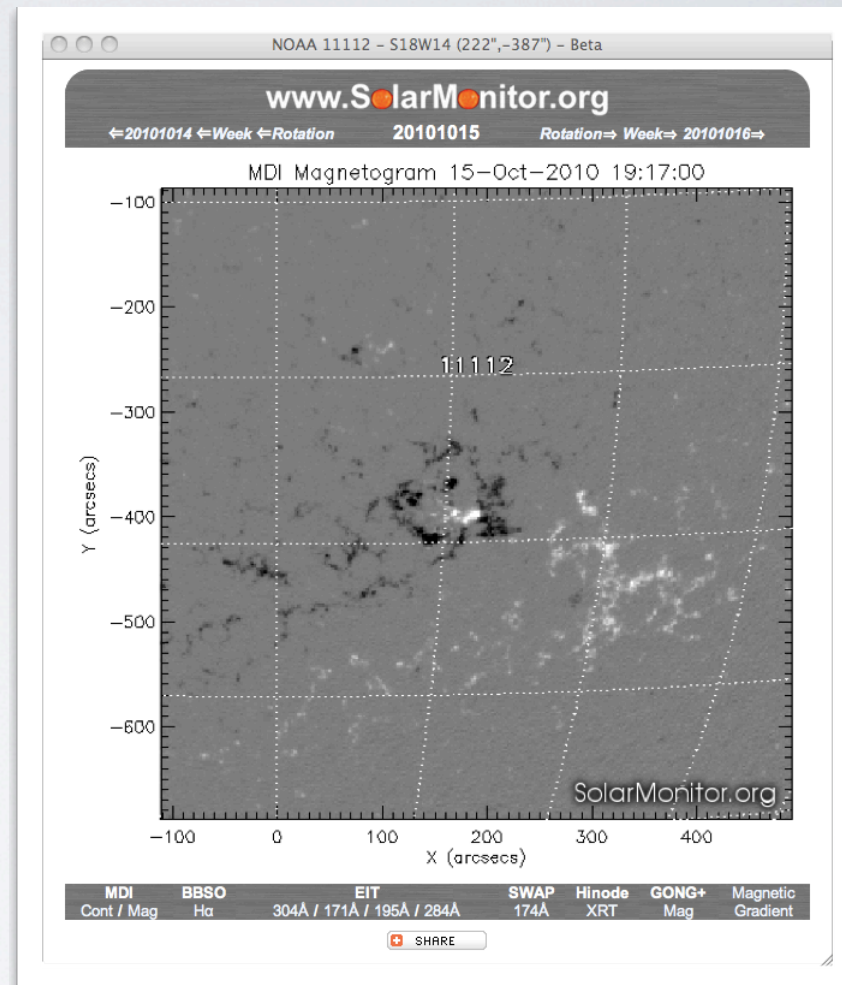 NOAA 11112 – S18W14 (222",–387") – Beta
www.SolarMonitor.org
⇐20101014 ⇐Week ⇐Rotation 20101015 Rotation⇒ Week⇒ 20101016⇒
MDI Magnetogram 15-Oct-2010 19:17:00
-100
-200
11112
-300
-400
-500
-600
Y (arcsecs)
SolarMonitor.org
-100 0 100 200 300 400
X (arcsecs)
MDI BBSO EIT SWAP Hinode GONG+ Magnetic
Cont / Mag Hα 304Å / 171Å / 195Å / 284Å 174Å XRT Mag Gradient
SHARE